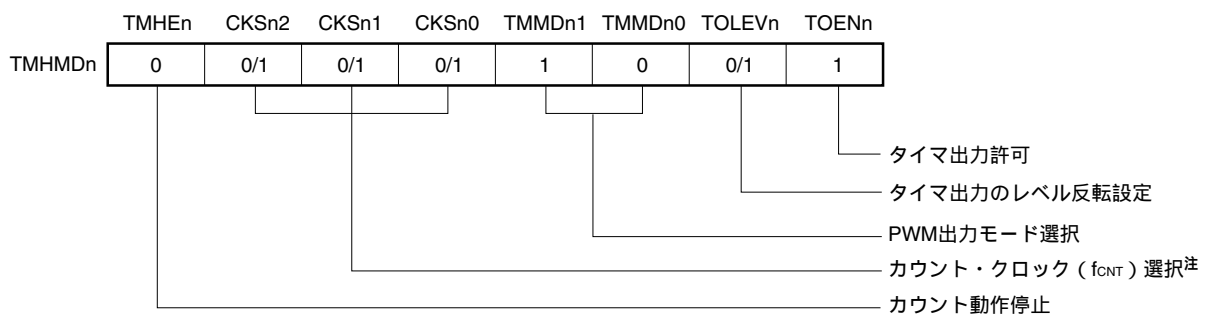 TMHEn CKSn2 CKSn1 CKSn0 TMMDn1 TMMDn0 TOLEVn TOENn
TMHMDn 0 0/1 0/1 0/1 1 0 0/1 1
タイマ出力許可
タイマ出力のレベル反転設定
PWM出力モード選択
カウント・クロック(fCNT)選択注
カウント動作停止